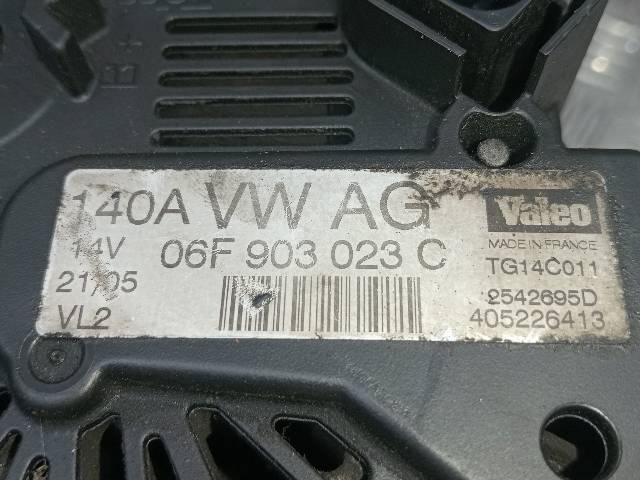 140A VW AG
Valeo
14V 06F 903 023 C
MADE IN FRANCE
TG14C011
21/05
2542695D
VL2
405226413
B+